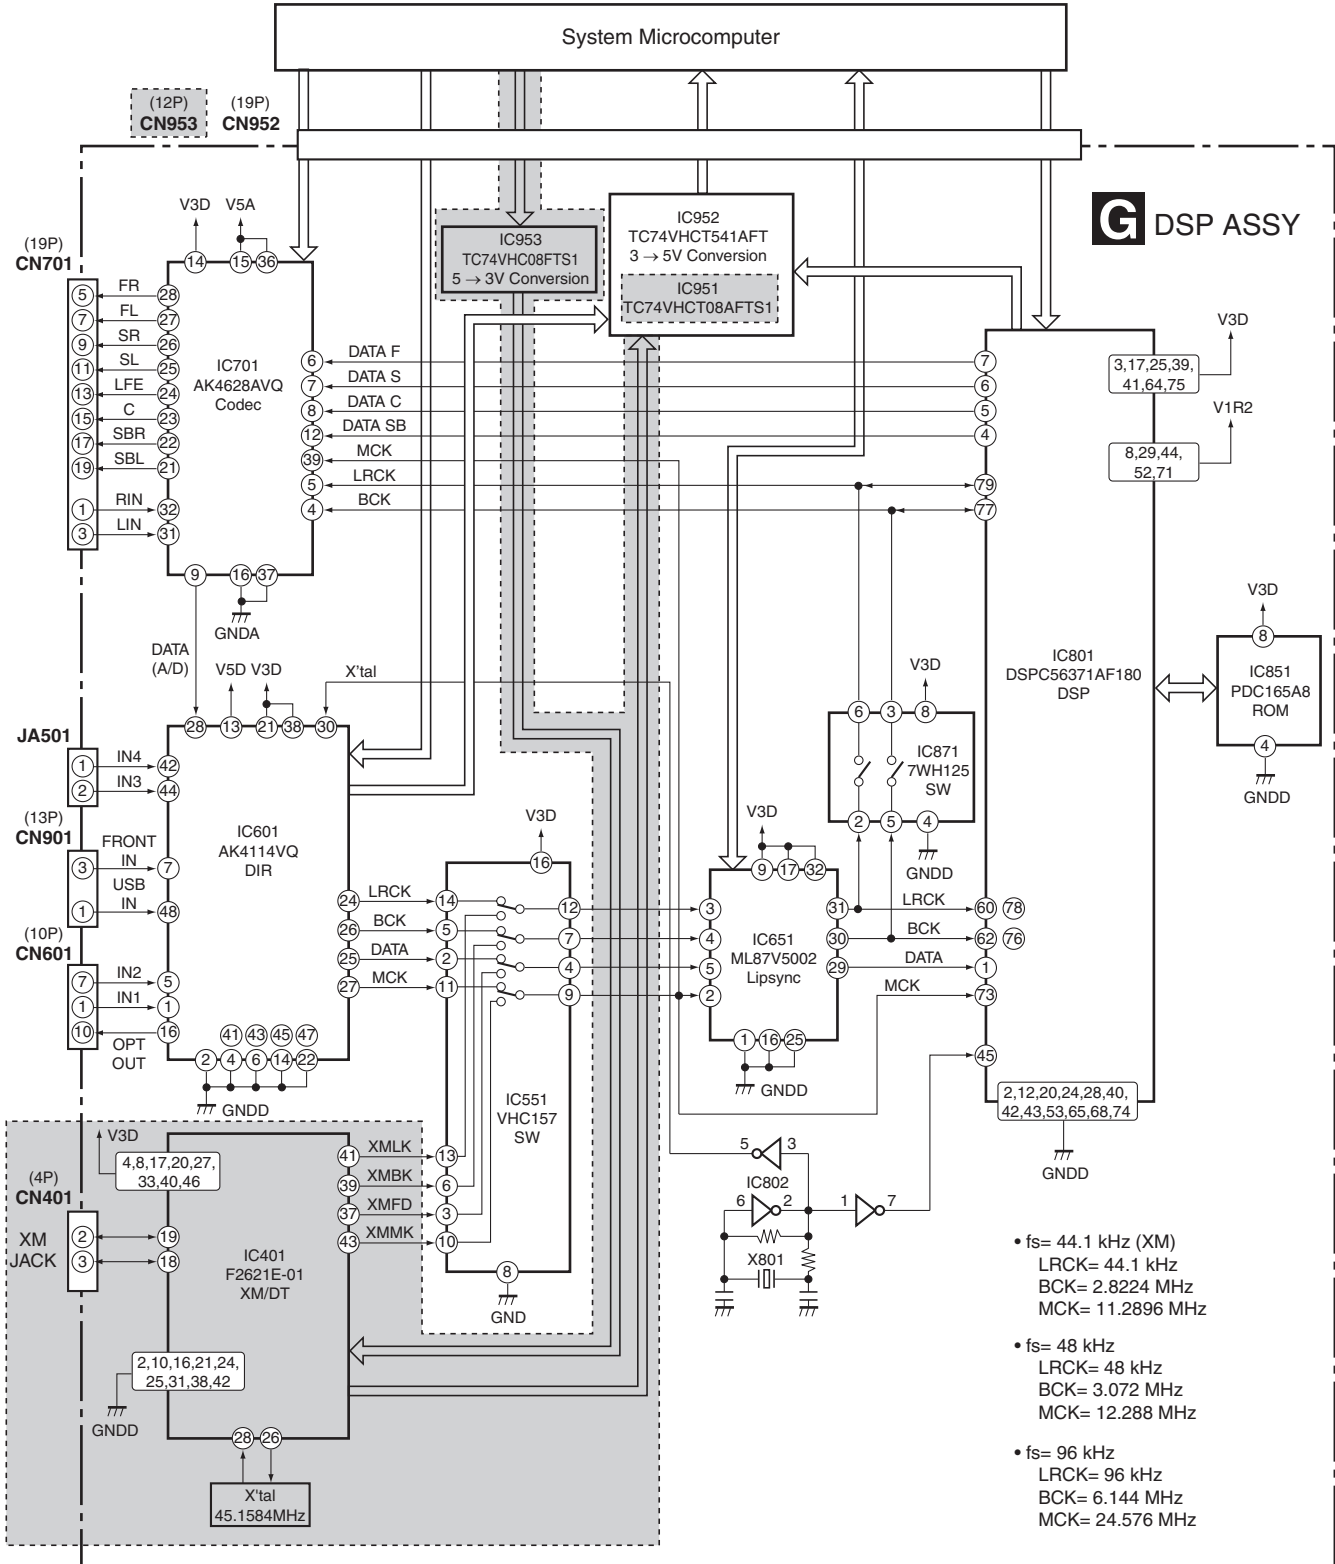 System Microcomputer
(12P)
CN953
(19P)
CN952
G DSP ASSY
V3D
V5A
14
15
36
(19P)
CN701
5 FR 28
7 FL 27
9 SR 26
11 SL 25
13 LFE 24
15 C 23
17 SBR 22
19 SBL 21
1 RIN 32
3 LIN 31
IC701
AK4628AVQ
Codec
9
16
37
GNDA
IC953
TC74VHC08FTS1
5 → 3V Conversion
IC952
TC74VHCT541AFT
3 → 5V Conversion
IC951
TC74VHCT08AFTS1
6 DATA F 7
7 DATA S 6
8 DATA C 5
12 DATA SB 4
39 MCK
5 LRCK 79
4 BCK 77
V3D
3,17,25,39,
41,64,75
V1R2
8,29,44,
52,71
IC801
DSPC56371AF180
DSP
V3D
8
IC851
PDC165A8
ROM
4
GNDD
DATA
(A/D)
V5D
V3D
X'tal
28
13
21
38
30
JA501
1 IN4 42
2 IN3 44
(13P)
CN901
FRONT
3 IN 7
USB
1 IN 48
(10P)
CN601
7 IN2 5
1 IN1 1
10 16
OPT
OUT
IC601
AK4114VQ
DIR
24 LRCK 14
26 BCK 5
25 DATA 2
27 MCK 11
41 43 45 47
2 4 6 14 22
GNDD
V3D
16
12
7
4
9
IC551
VHC157
SW
8
GND
V3D
6
3
8
IC871
7WH125
SW
2
5
4
GNDD
V3D
9
17
32
3
4
5
2
IC651
ML87V5002
Lipsync
31 LRCK 60 78
30 BCK 62 76
29 DATA 1
MCK 73
1
16
25
GNDD
45
2,12,20,24,28,40,
42,43,53,65,68,74
GNDD
V3D
4,8,17,20,27,
33,40,46
(4P)
CN401
XM
JACK
2 19
3 18
IC401
F2621E-01
XM/DT
41 XMLK 13
39 XMBK 6
37 XMFD 3
43 XMMK 10
2,10,16,21,24,
25,31,38,42
GNDD
28
26
X'tal
45.1584MHz
5 3
IC802
6 2
1 7
X801
• fs= 44.1 kHz (XM)
LRCK= 44.1 kHz
BCK= 2.8224 MHz
MCK= 11.2896 MHz
• fs= 48 kHz
LRCK= 48 kHz
BCK= 3.072 MHz
MCK= 12.288 MHz
• fs= 96 kHz
LRCK= 96 kHz
BCK= 6.144 MHz
MCK= 24.576 MHz